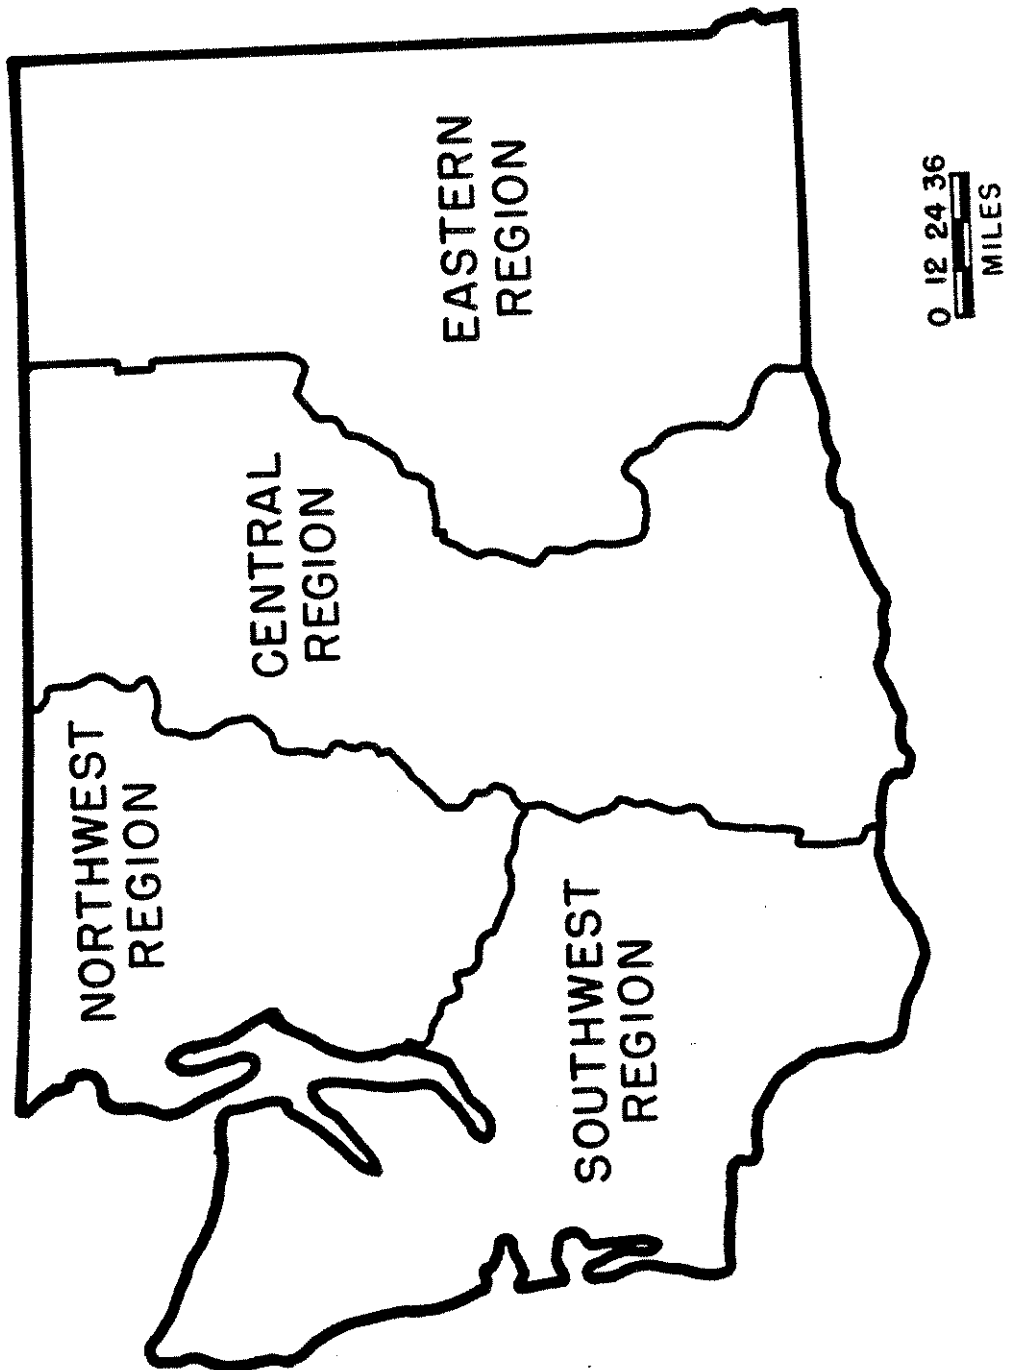 NORTHWEST
REGION
CENTRAL
REGION
EASTERN
REGION
SOUTHWEST
REGION
0 12 24 36
MILES